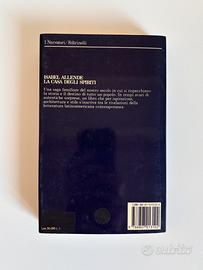 I Narratori / Feltrinelli
ISABEL ALLENDE
LA CASA DEGLI SPIRITI
Una saga familiare del nostro secolo in cui si rispecchiano
la storia e il destino di tutto un popolo. In tempi avari di
autentiche sorprese, un libro che per ispirazione,
architettura e stile s'inscrive tra le rivelazioni della
letteratura latinoamericana contemporanea.
subito.it